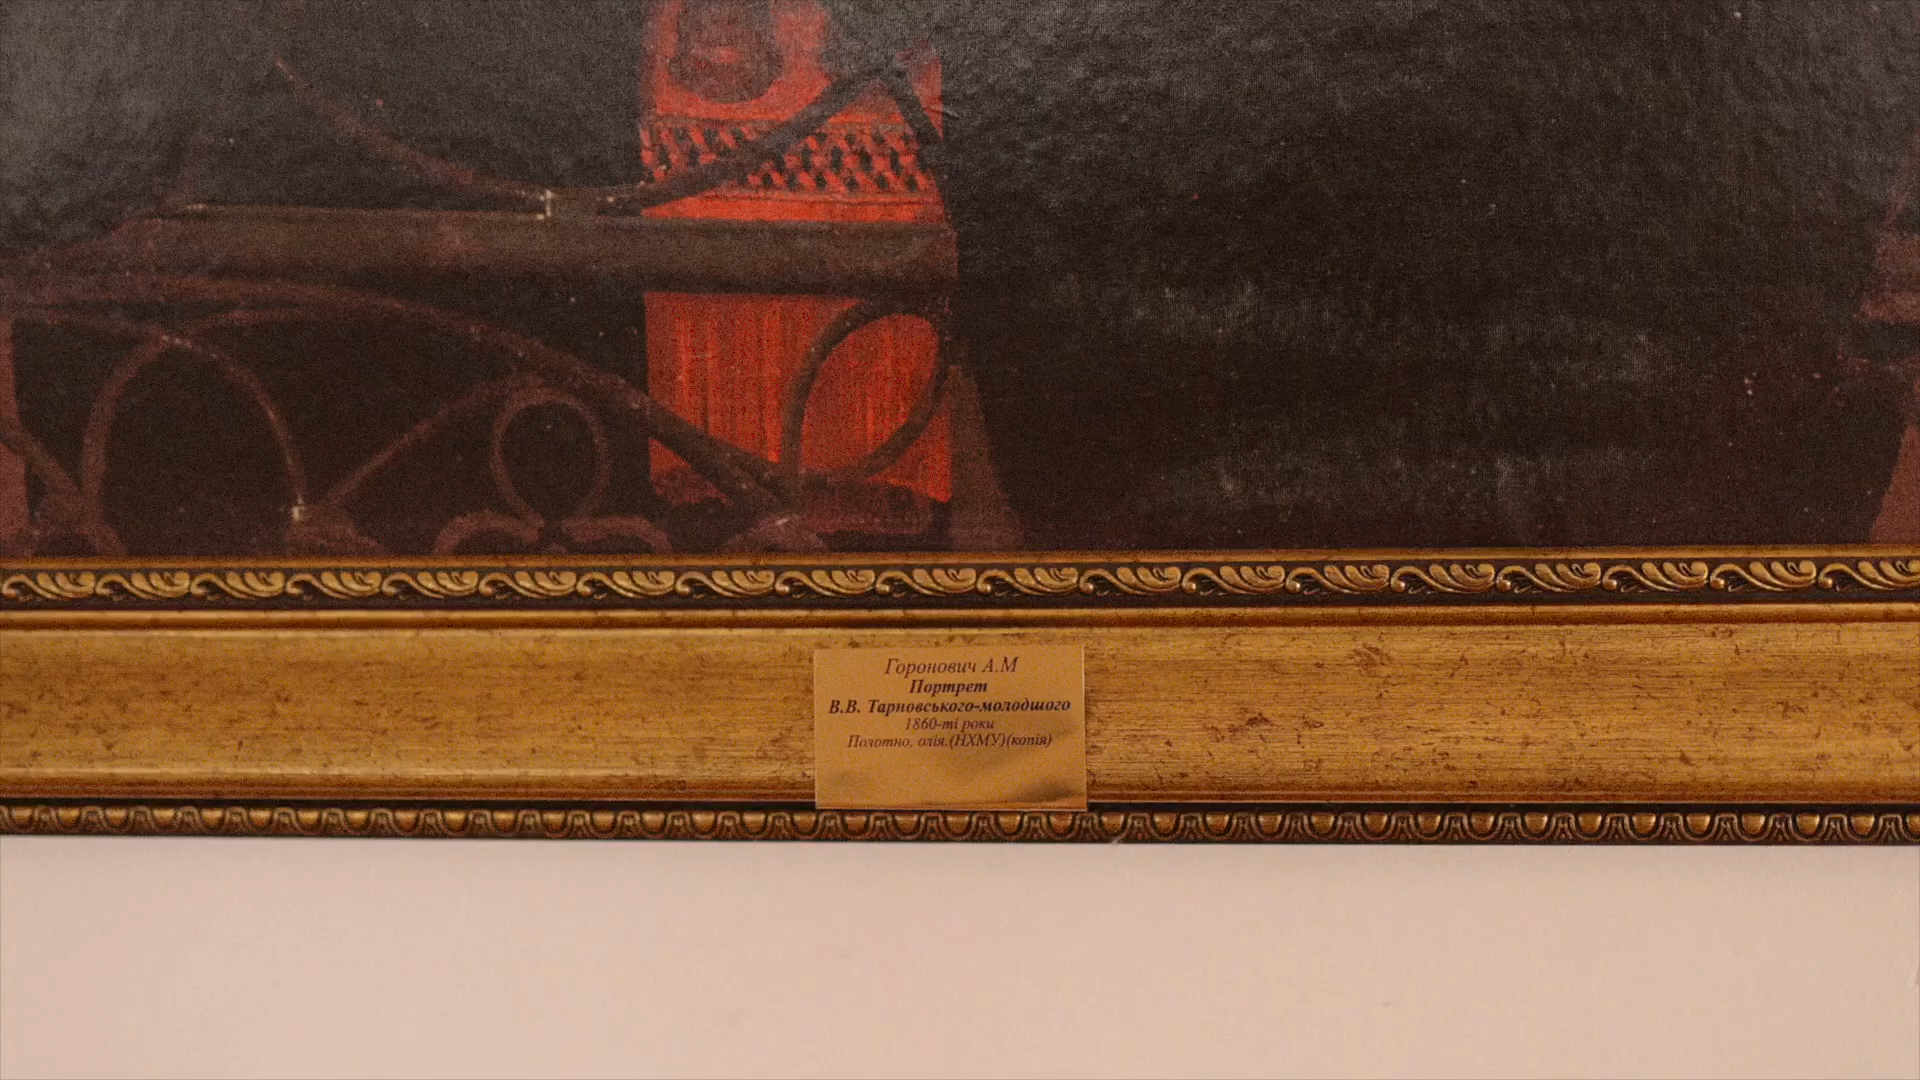 Горонович А.М
Портрет
В.В. Тарновського-молодшого
1860-ті роки
Полотно, олія.(НХМУ)(копія)